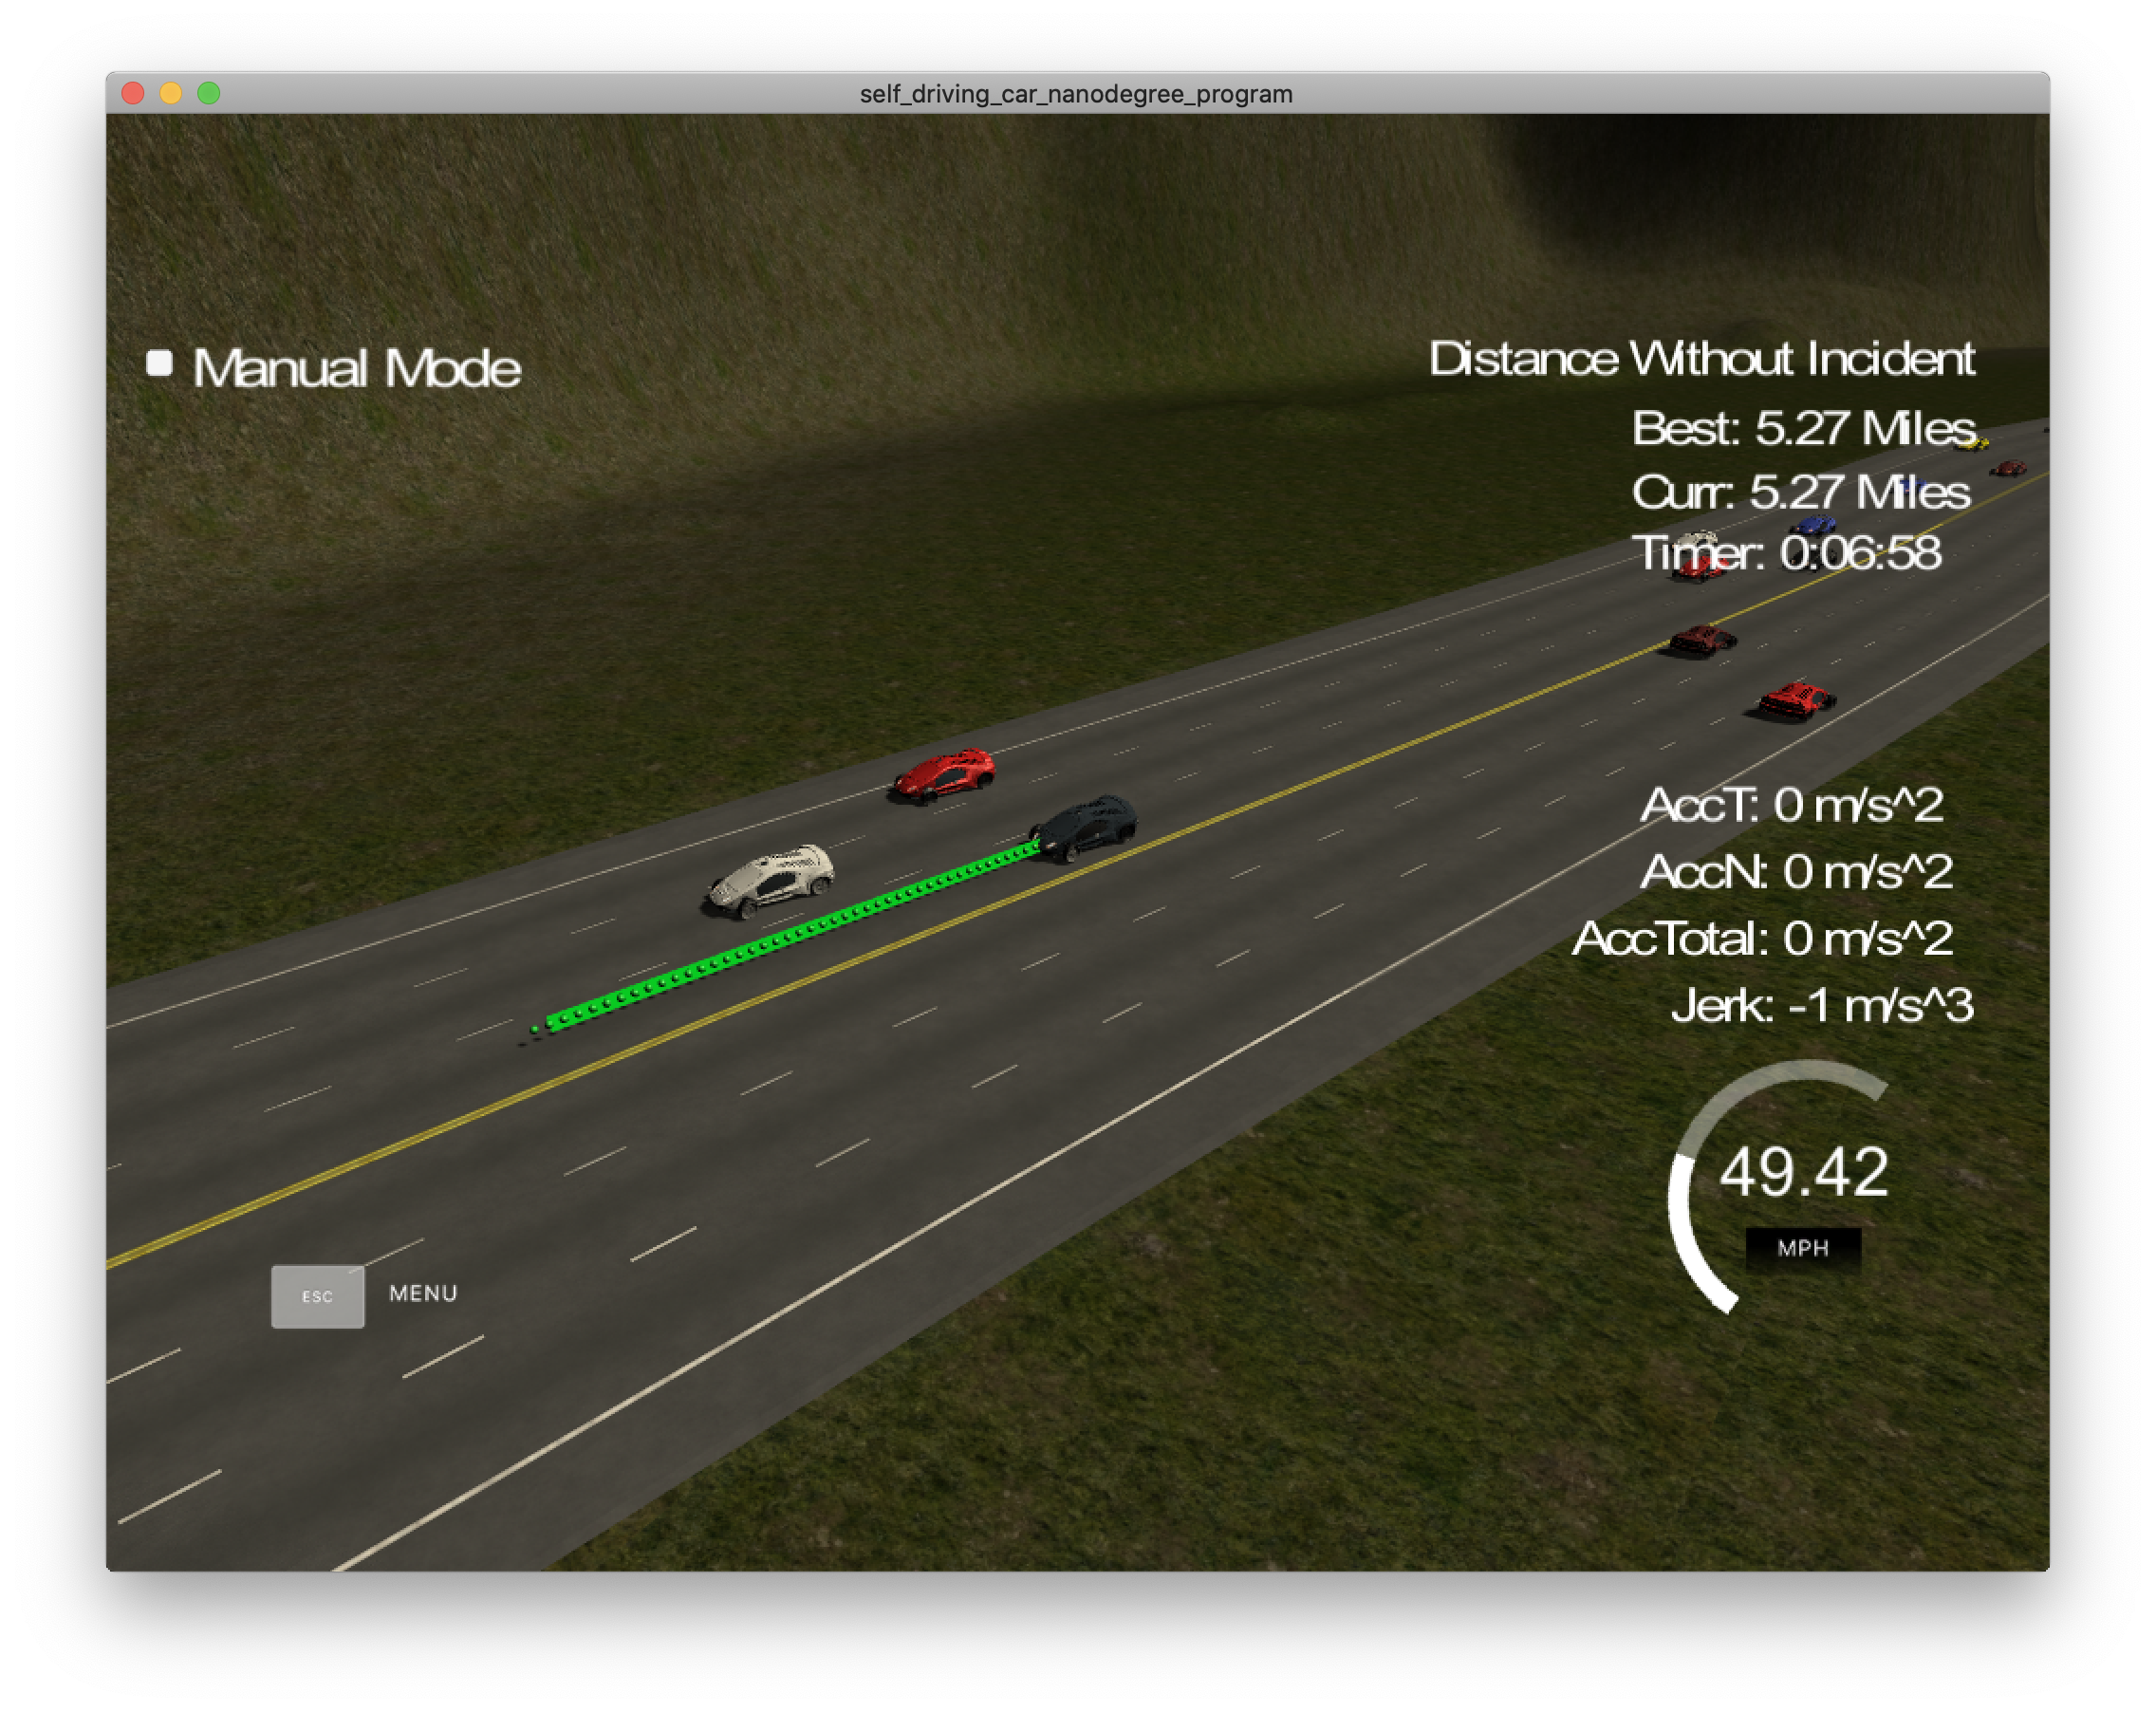 self_driving_car_nanodegree_program
Manual Mode
Distance Without Incident
Best: 5.27 Miles
Curr: 5.27 Miles
Timer: 0:06:58
AccT: 0 m/s^2
AccN: 0 m/s^2
AccTotal: 0 m/s^2
Jerk: -1 m/s^3
49.42
MPH
ESC
MENU